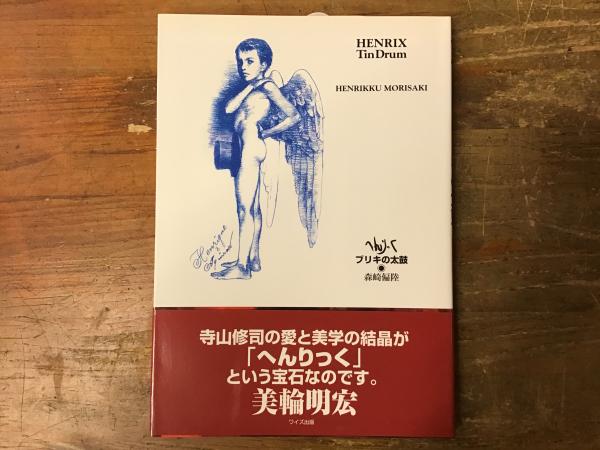 HENRIX
TinDrum
HENRIKKU MORISAKI
へんりっく
ブリキの太鼓
●
森崎偏陸
Henrique
寺山修司の愛と美学の結晶が
「へんりっく」
という宝石なのです。
美輪明宏
ワイズ出版